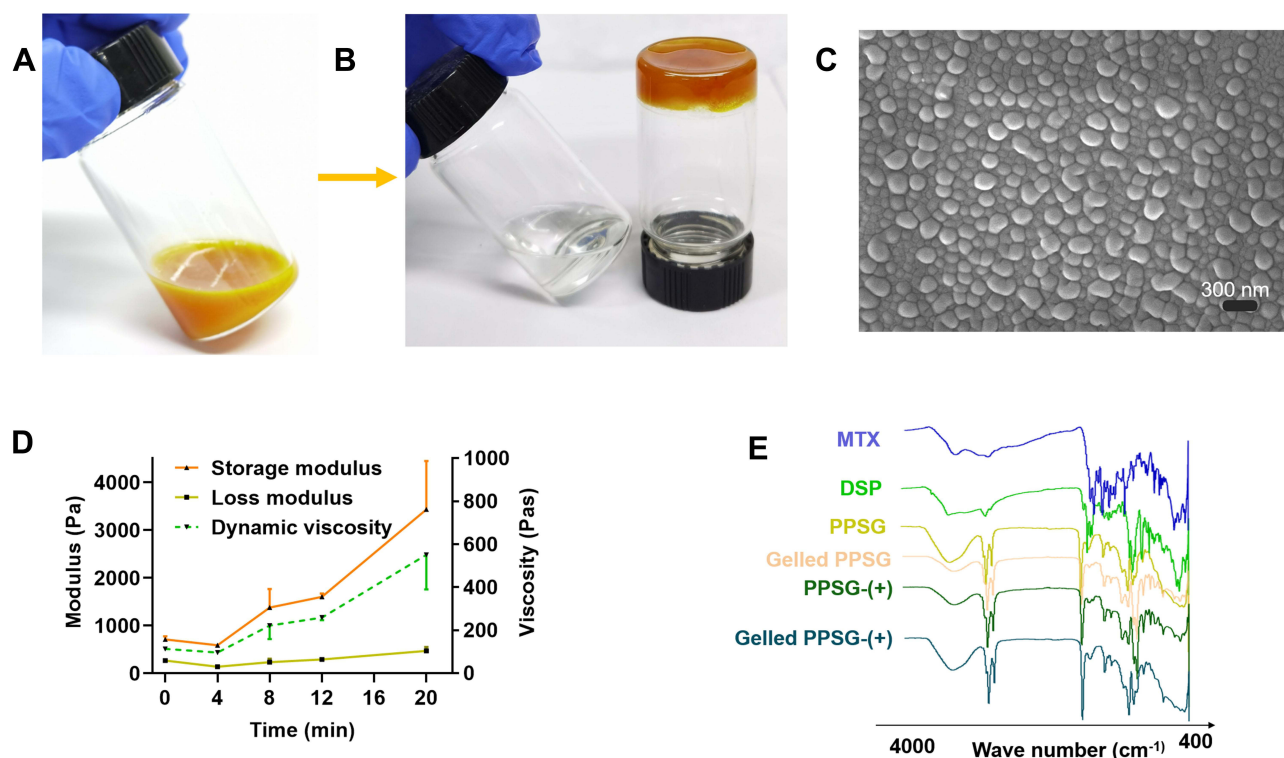 A
B
C
300 nm
D
Storage modulus
Loss modulus
Dynamic viscosity
Modulus (Pa)
4000
3000
2000
1000
0
Viscosity (Pas)
1000
800
600
400
200
0
0 4 8 12 16 20
Time (min)
E
MTX
DSP
PPSG
Gelled PPSG
PPSG-(+)
Gelled PPSG-(+)
4000 Wave number (cm⁻¹) 400